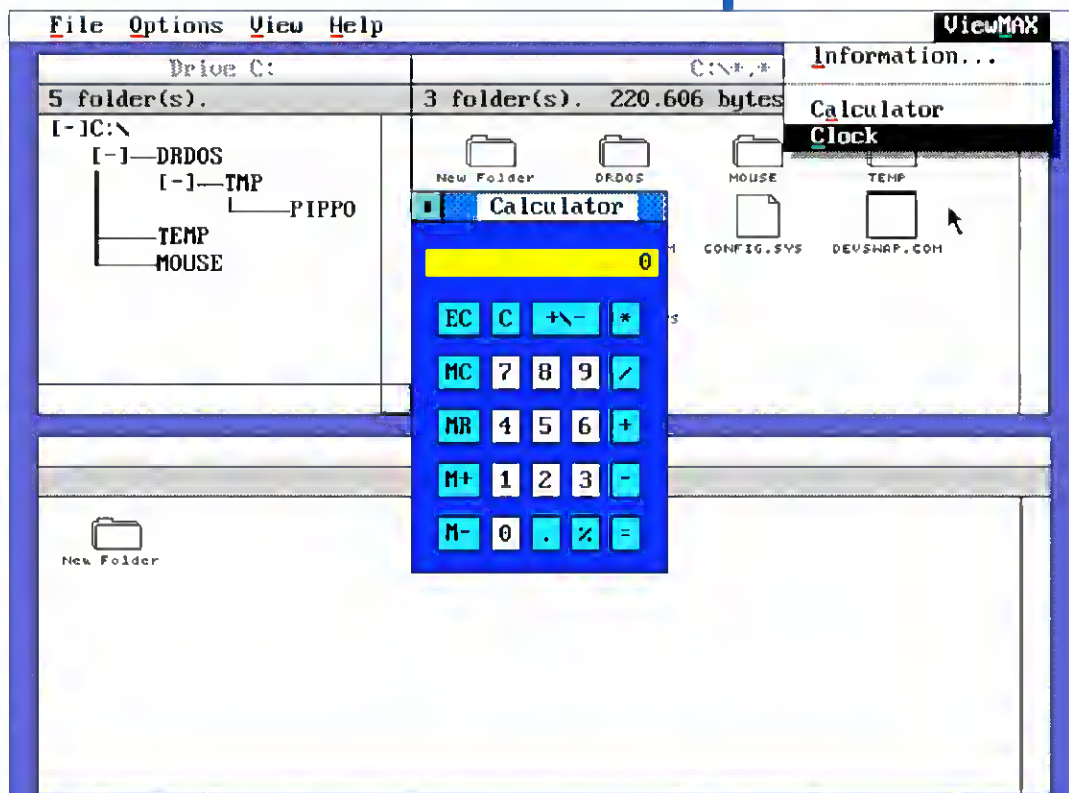 File Options View Help ViewMAX
Information...
Calculator
Clock
Drive C: C:\*.*
5 folder(s). 3 folder(s). 220.606 bytes
[-]C:\
[-]—DRDOS
[-]—TMP
PIPPO
TEMP
MOUSE
New Folder DRDOS MOUSE TEMP
CONFIG.SYS DEVSWAP.COM
Calculator
0
EC C +\- *
MC 7 8 9 /
MR 4 5 6 +
M+ 1 2 3 -
M- 0 . % =
New Folder